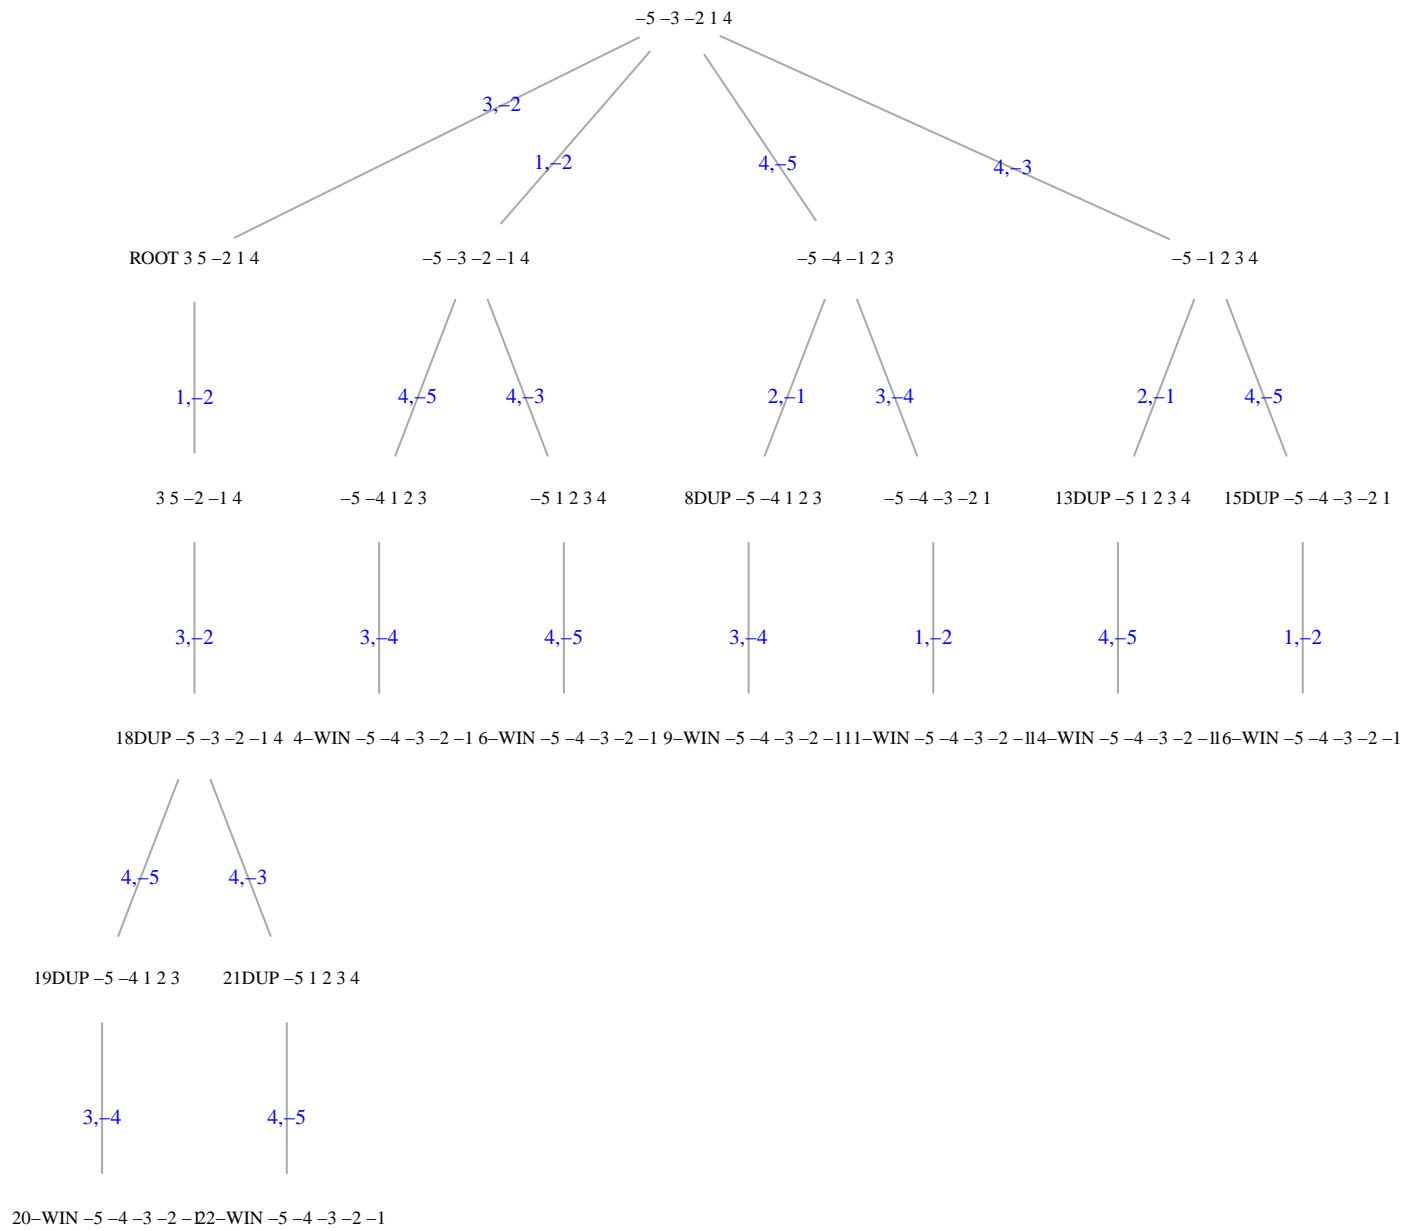 –5 –3 –2 1 4
3,–2
1,–2
4,–5
4,–3
ROOT 3 5 –2 1 4
–5 –3 –2 –1 4
–5 –4 –1 2 3
–5 –1 2 3 4
1,–2
4,–5
4,–3
2,–1
3,–4
2,–1
4,–5
3 5 –2 –1 4
–5 –4 1 2 3
–5 1 2 3 4
8DUP –5 –4 1 2 3
–5 –4 –3 –2 1
13DUP –5 1 2 3 4
15DUP –5 –4 –3 –2 1
3,–2
3,–4
4,–5
3,–4
1,–2
4,–5
1,–2
18DUP –5 –3 –2 –1 4
4–WIN –5 –4 –3 –2 –1
6–WIN –5 –4 –3 –2 –1
9–WIN –5 –4 –3 –2 –1
11–WIN –5 –4 –3 –2 –1
14–WIN –5 –4 –3 –2 –1
16–WIN –5 –4 –3 –2 –1
4,–5
4,–3
19DUP –5 –4 1 2 3
21DUP –5 1 2 3 4
3,–4
4,–5
20–WIN –5 –4 –3 –2 –1
22–WIN –5 –4 –3 –2 –1